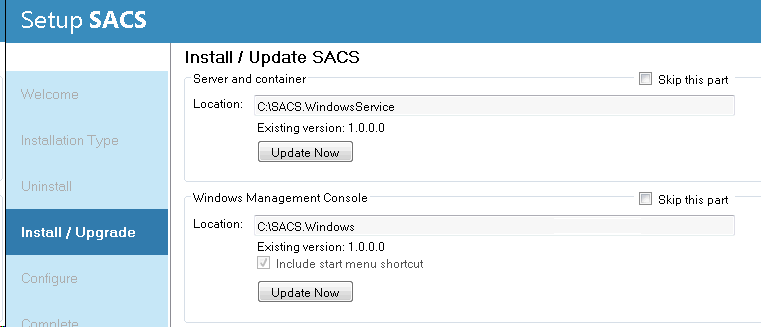 Setup SACS
Welcome
Installation Type
Uninstall
Install / Upgrade
Configure
Complete
Install / Update SACS
Server and container
Skip this part
Location: C:\SACS.WindowsService
Existing version: 1.0.0.0
Update Now
Windows Management Console
Skip this part
Location: C:\SACS.Windows
Existing version: 1.0.0.0
Include start menu shortcut
Update Now